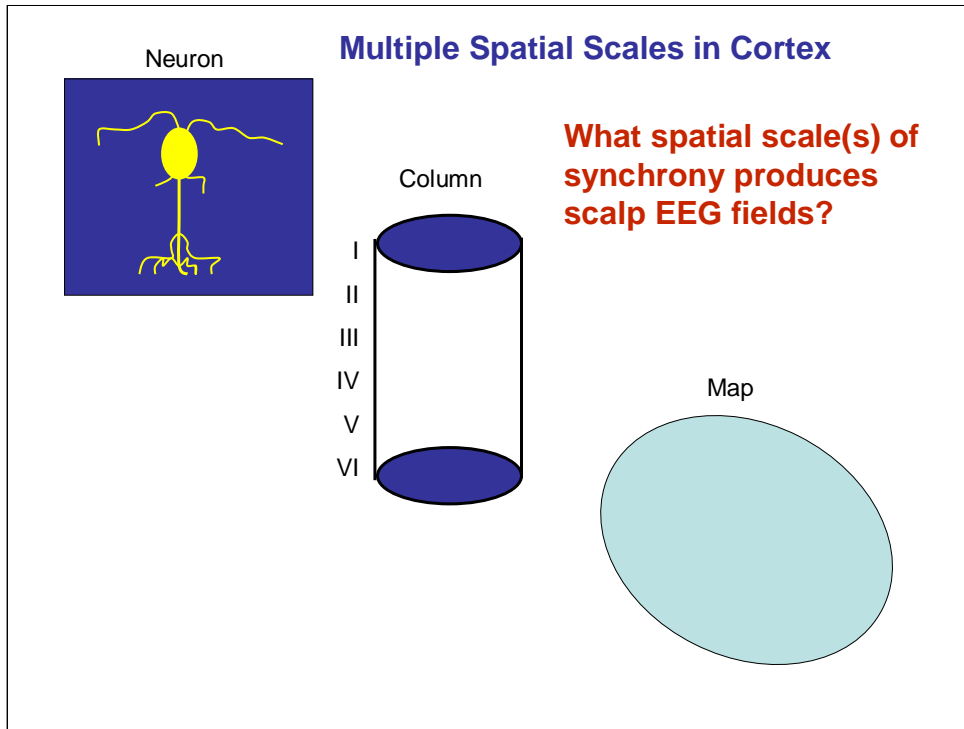 Multiple Spatial Scales in Cortex
Neuron
What spatial scale(s) of
synchrony produces
scalp EEG fields?
Column
I
II
III
IV
V
VI
Map